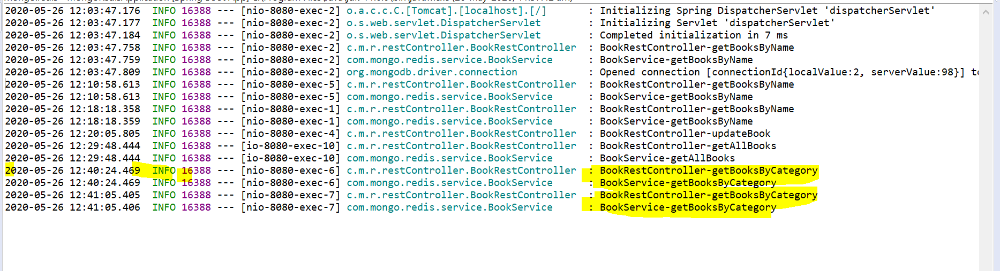 2020-05-26 12:03:47.176 INFO 16388 --- [nio-8080-exec-2] o.a.c.c.C.[Tomcat].[localhost].[/] : Initializing Spring DispatcherServlet 'dispatcherServlet'
2020-05-26 12:03:47.177 INFO 16388 --- [nio-8080-exec-2] o.s.web.servlet.DispatcherServlet : Initializing Servlet 'dispatcherServlet'
2020-05-26 12:03:47.184 INFO 16388 --- [nio-8080-exec-2] o.s.web.servlet.DispatcherServlet : Completed initialization in 7 ms
2020-05-26 12:03:47.758 INFO 16388 --- [nio-8080-exec-2] c.m.r.restController.BookRestController : BookRestController-getBooksByName
2020-05-26 12:03:47.759 INFO 16388 --- [nio-8080-exec-2] com.mongo.redis.service.BookService : BookService-getBooksByName
2020-05-26 12:03:47.809 INFO 16388 --- [nio-8080-exec-2] org.mongodb.driver.connection : Opened connection [connectionId{localValue:2, serverValue:98}] to
2020-05-26 12:10:58.613 INFO 16388 --- [nio-8080-exec-5] c.m.r.restController.BookRestController : BookRestController-getBooksByName
2020-05-26 12:10:58.613 INFO 16388 --- [nio-8080-exec-5] com.mongo.redis.service.BookService : BookService-getBooksByName
2020-05-26 12:18:18.358 INFO 16388 --- [nio-8080-exec-1] c.m.r.restController.BookRestController : BookRestController-getBooksByName
2020-05-26 12:18:18.359 INFO 16388 --- [nio-8080-exec-1] com.mongo.redis.service.BookService : BookService-getBooksByName
2020-05-26 12:20:05.805 INFO 16388 --- [nio-8080-exec-4] c.m.r.restController.BookRestController : BookRestController-updateBook
2020-05-26 12:29:48.444 INFO 16388 --- [io-8080-exec-10] c.m.r.restController.BookRestController : BookRestController-getAllBooks
2020-05-26 12:29:48.444 INFO 16388 --- [io-8080-exec-10] com.mongo.redis.service.BookService : BookService-getAllBooks
2020-05-26 12:40:24.469 INFO 16388 --- [nio-8080-exec-6] c.m.r.restController.BookRestController : BookRestController-getBooksByCategory
2020-05-26 12:40:24.469 INFO 16388 --- [nio-8080-exec-6] com.mongo.redis.service.BookService : BookService-getBooksByCategory
2020-05-26 12:41:05.405 INFO 16388 --- [nio-8080-exec-7] c.m.r.restController.BookRestController : BookRestController-getBooksByCategory
2020-05-26 12:41:05.406 INFO 16388 --- [nio-8080-exec-7] com.mongo.redis.service.BookService : BookService-getBooksByCategory